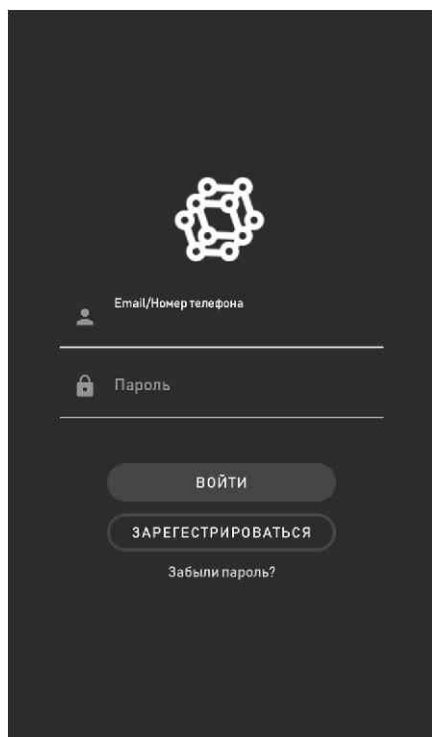 Email/Номер телефона
Пароль
ВОЙТИ
ЗАРЕГЕСТРИРОВАТЬСЯ
Забыли пароль?